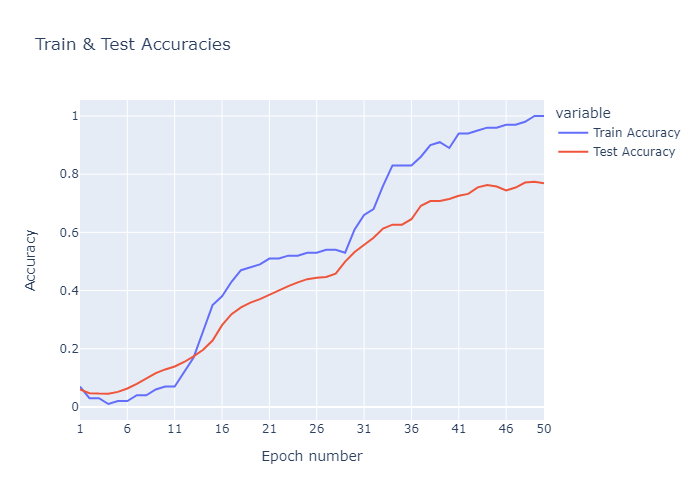 Train & Test Accuracies
variable
Train Accuracy
Test Accuracy
Accuracy
1
0.8
0.6
0.4
0.2
0
1 6 11 16 21 26 31 36 41 46 50
Epoch number